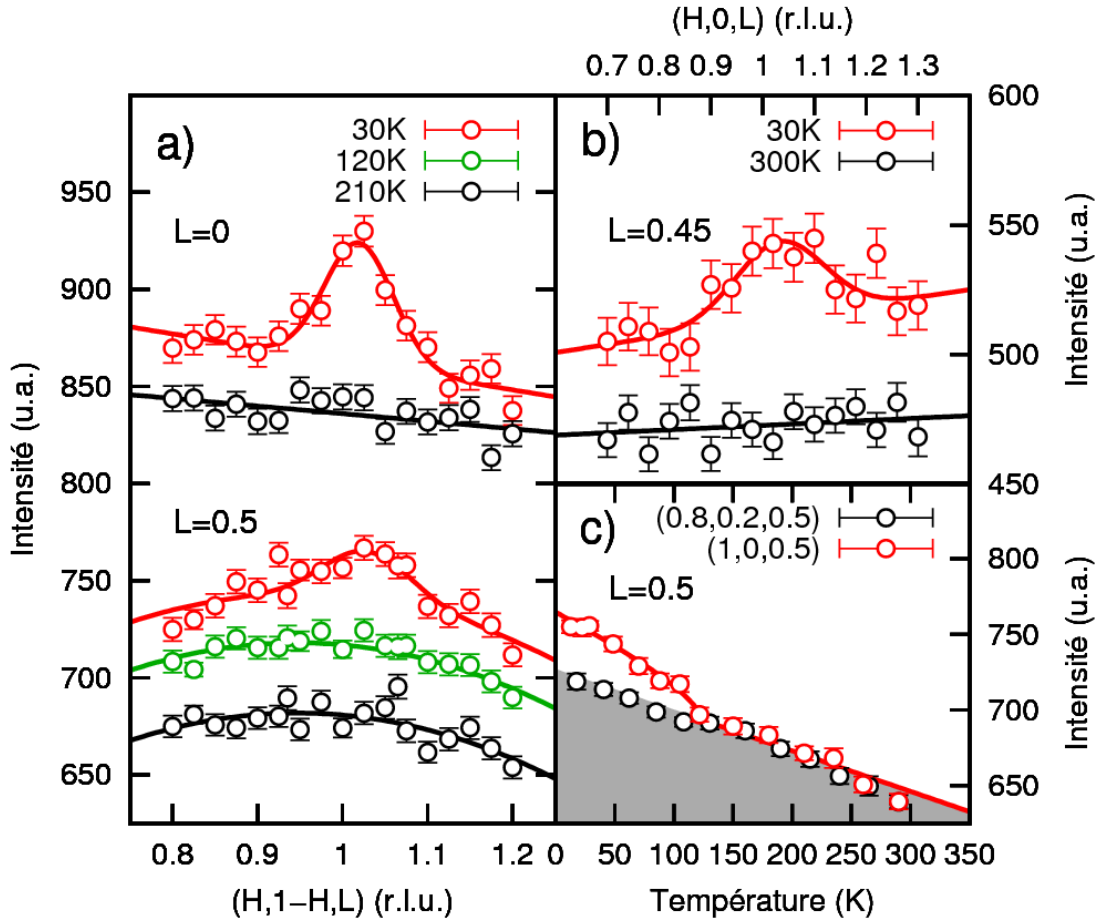 (H,0,L) (r.l.u.)
0.7 0.8 0.9 1 1.1 1.2 1.3
a)
30K
120K
210K
L=0
L=0.5
950
900
850
800
750
700
650
Intensité (u.a.)
0.8 0.9 1 1.1 1.2
(H,1−H,L) (r.l.u.)
b)
30K
300K
L=0.45
600
550
500
450
Intensité (u.a.)
c)
(0.8,0.2,0.5)
(1,0,0.5)
L=0.5
800
750
700
650
Intensité (u.a.)
0 50 100 150 200 250 300 350
Température (K)